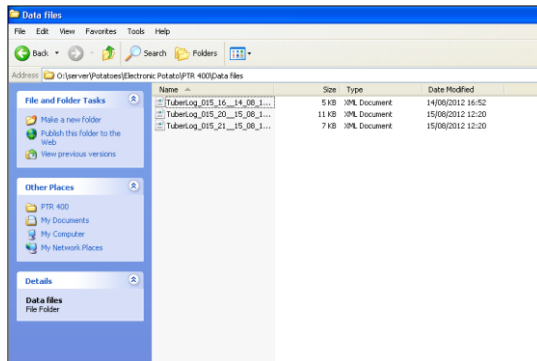 Data files
File Edit View Favorites Tools Help
Back Search Folders
Address O:\server\Potatoes\Electronic Potato\PTR 400\Data files
File and Folder Tasks
Make a new folder
Publish this folder to the
Web
View previous versions
Other Places
PTR 400
My Documents
My Computer
My Network Places
Details
Data files
File Folder
Name Size Type Date Modified
TuberLog_015_16__14_08_1... 5 KB XML Document 14/08/2012 16:52
TuberLog_015_20__15_08_1... 11 KB XML Document 15/08/2012 12:20
TuberLog_015_21__15_08_1... 7 KB XML Document 15/08/2012 12:20